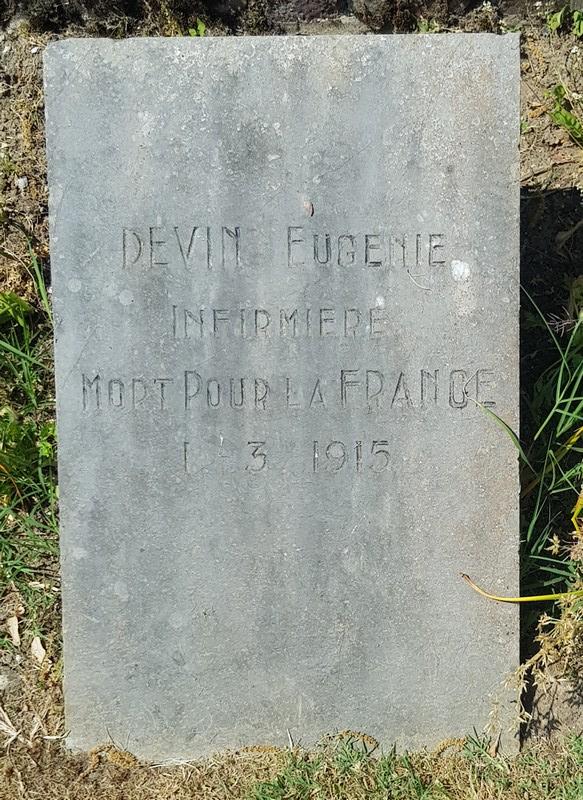 DEVIN EUGENIE
INFIRMIERE
MORT POUR LA FRANCE
1 - 3 1915